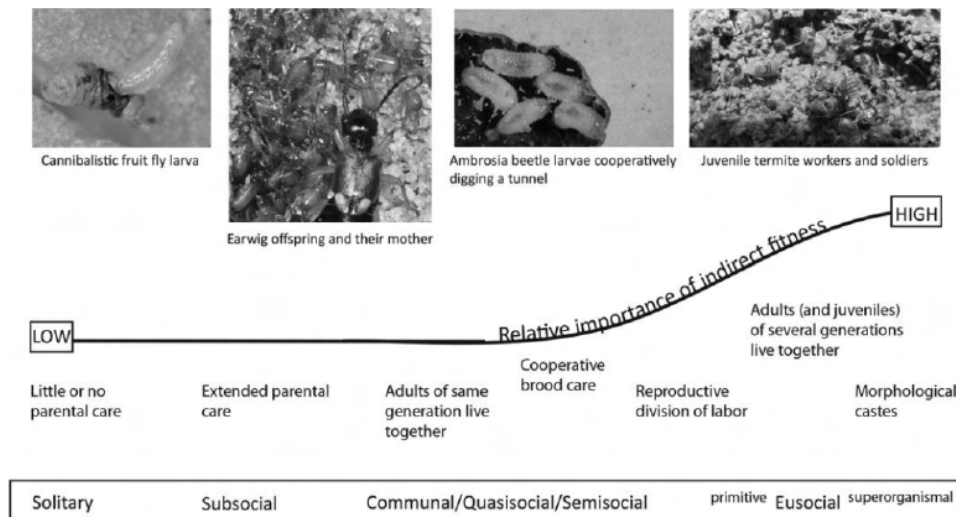 Cannibalistic fruit fly larva
Earwig offspring and their mother
Ambrosia beetle larvae cooperatively
digging a tunnel
Juvenile termite workers and soldiers
HIGH
Relative importance of indirect fitness
LOW
Adults (and juveniles)
of several generations
live together
Cooperative
brood care
Little or no
parental care
Extended parental
care
Adults of same
generation live
together
Reproductive
division of labor
Morphological
castes
Solitary
Subsocial
Communal/Quasisocial/Semisocial
primitive Eusocial superorganismal